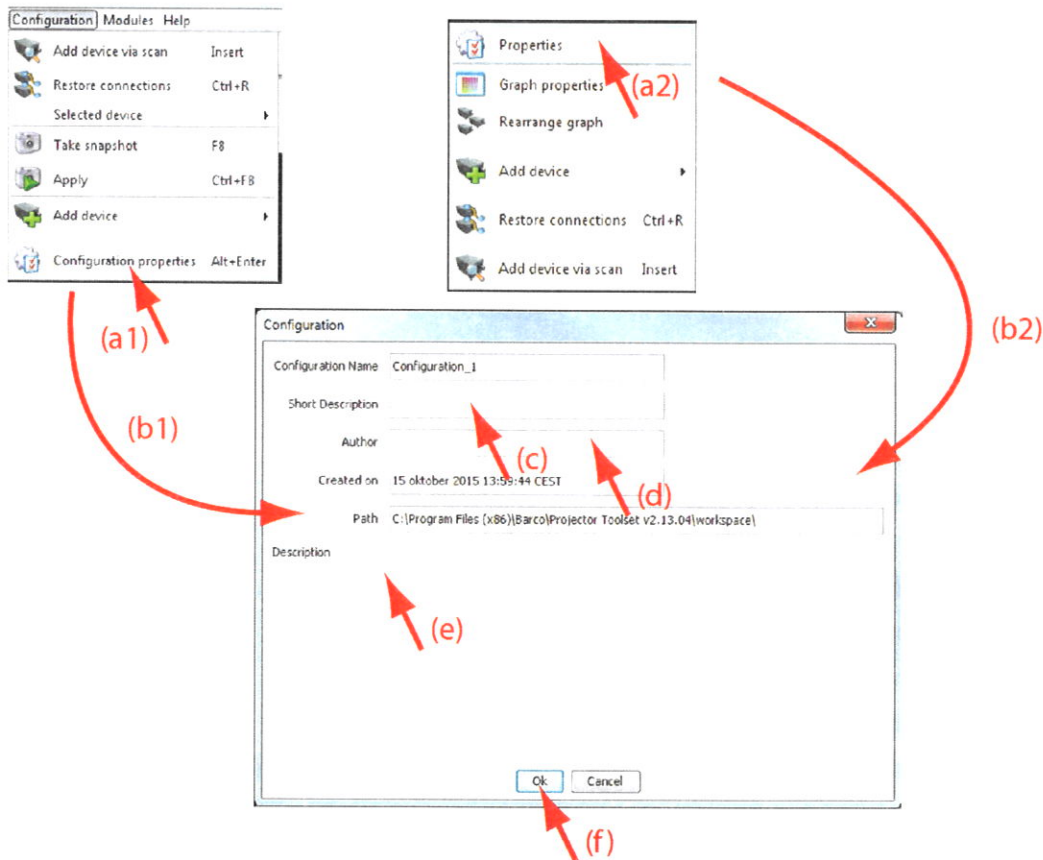 Configuration Modules Help
Add device via scan Insert
Restore connections Ctrl+R
Selected device
Take snapshot F8
Apply Ctrl+F8
Add device
Configuration properties Alt+Enter
(a1)
(b1)
Properties
Graph properties
(a2)
Rearrange graph
Add device
Restore connections Ctrl+R
Add device via scan Insert
(b2)
Configuration
Configuration Name Configuration_1
Short Description
(c)
Author
(d)
Created on 15 oktober 2015 13:59:44 CEST
Path C:\Program Files (x86)\Barco\Projector Toolset v2.13.04\workspace\
Description
(e)
Ok Cancel
(f)